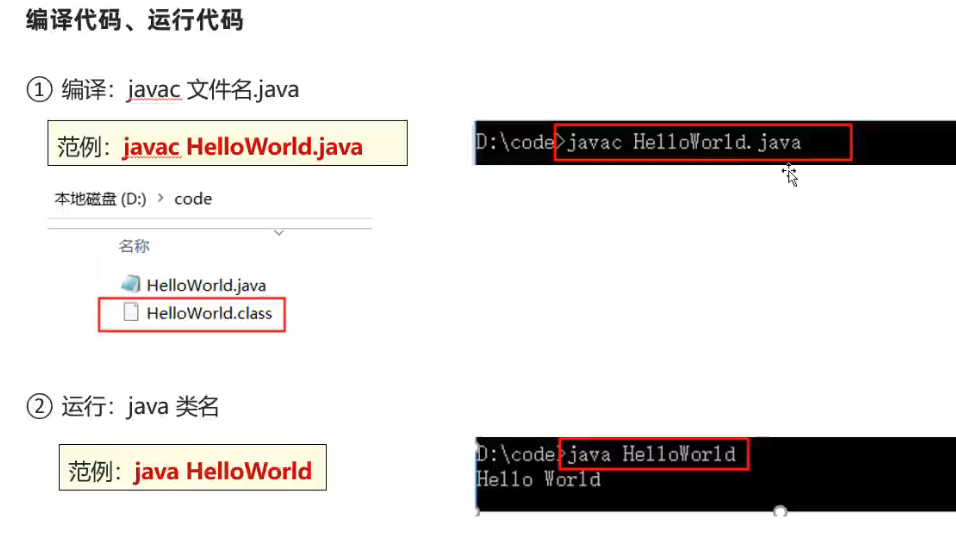 编译代码、运行代码
① 编译：javac 文件名.java
范例：javac HelloWorld.java
D:\code>javac HelloWorld.java
本地磁盘 (D:) > code
名称
HelloWorld.java
HelloWorld.class
② 运行：java 类名
范例：java HelloWorld
D:\code>java HelloWorld
Hello World